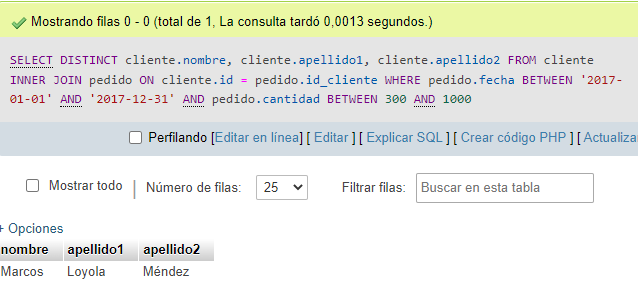 Mostrando filas 0 - 0 (total de 1, La consulta tardó 0,0013 segundos.)
SELECT DISTINCT cliente.nombre, cliente.apellido1, cliente.apellido2 FROM cliente
INNER JOIN pedido ON cliente.id = pedido.id_cliente WHERE pedido.fecha BETWEEN '2017-
01-01' AND '2017-12-31' AND pedido.cantidad BETWEEN 300 AND 1000
Perfilando [Editar en línea] [ Editar ] [ Explicar SQL ] [ Crear código PHP ] [ Actualiza
Mostrar todo | Número de filas: 25 Filtrar filas: Buscar en esta tabla
+ Opciones
nombre apellido1 apellido2
Marcos Loyola Méndez